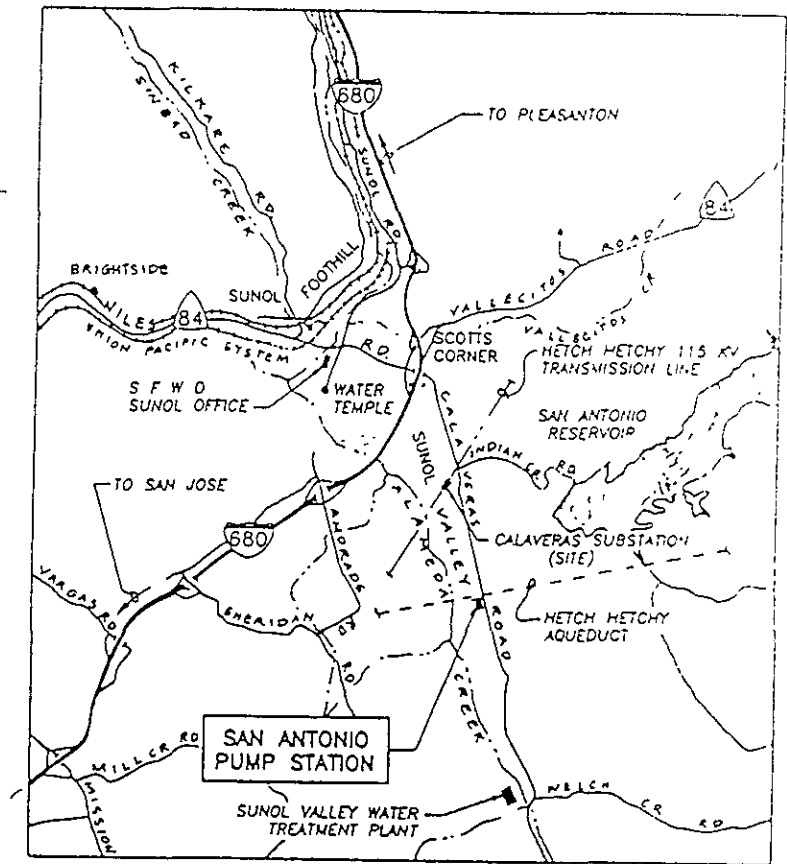 680
KILKARE RD
SINBAD CREEK
SUNOL RD
TO PLEASANTON
84
VALLECITOS ROAD
VALLECITOS CR
BRIGHTSIDE
NILES
84
SUNOL
FOOTHILL
UNION PACIFIC SYSTEM
RD.
SCOTTS
CORNER
HETCH HETCHY 115 KV
TRANSMISSION LINE
S F W D
SUNOL OFFICE
WATER
TEMPLE
SAN ANTONIO
RESERVOIR
CALAVERAS
ROAD
INDIAN CR RD
SUNOL VALLEY
ALAMEDA
CREEK
TO SAN JOSE
680
ANDRADE RD
CALAVERAS SUBSTATION
(SITE)
VARGAS RD
SHERIDAN
RD
HETCH HETCHY
AQUEDUCT
SAN ANTONIO
PUMP STATION
MILL CR RD
MISSION
SUNOL VALLEY WATER
TREATMENT PLANT
WELCH CR RD